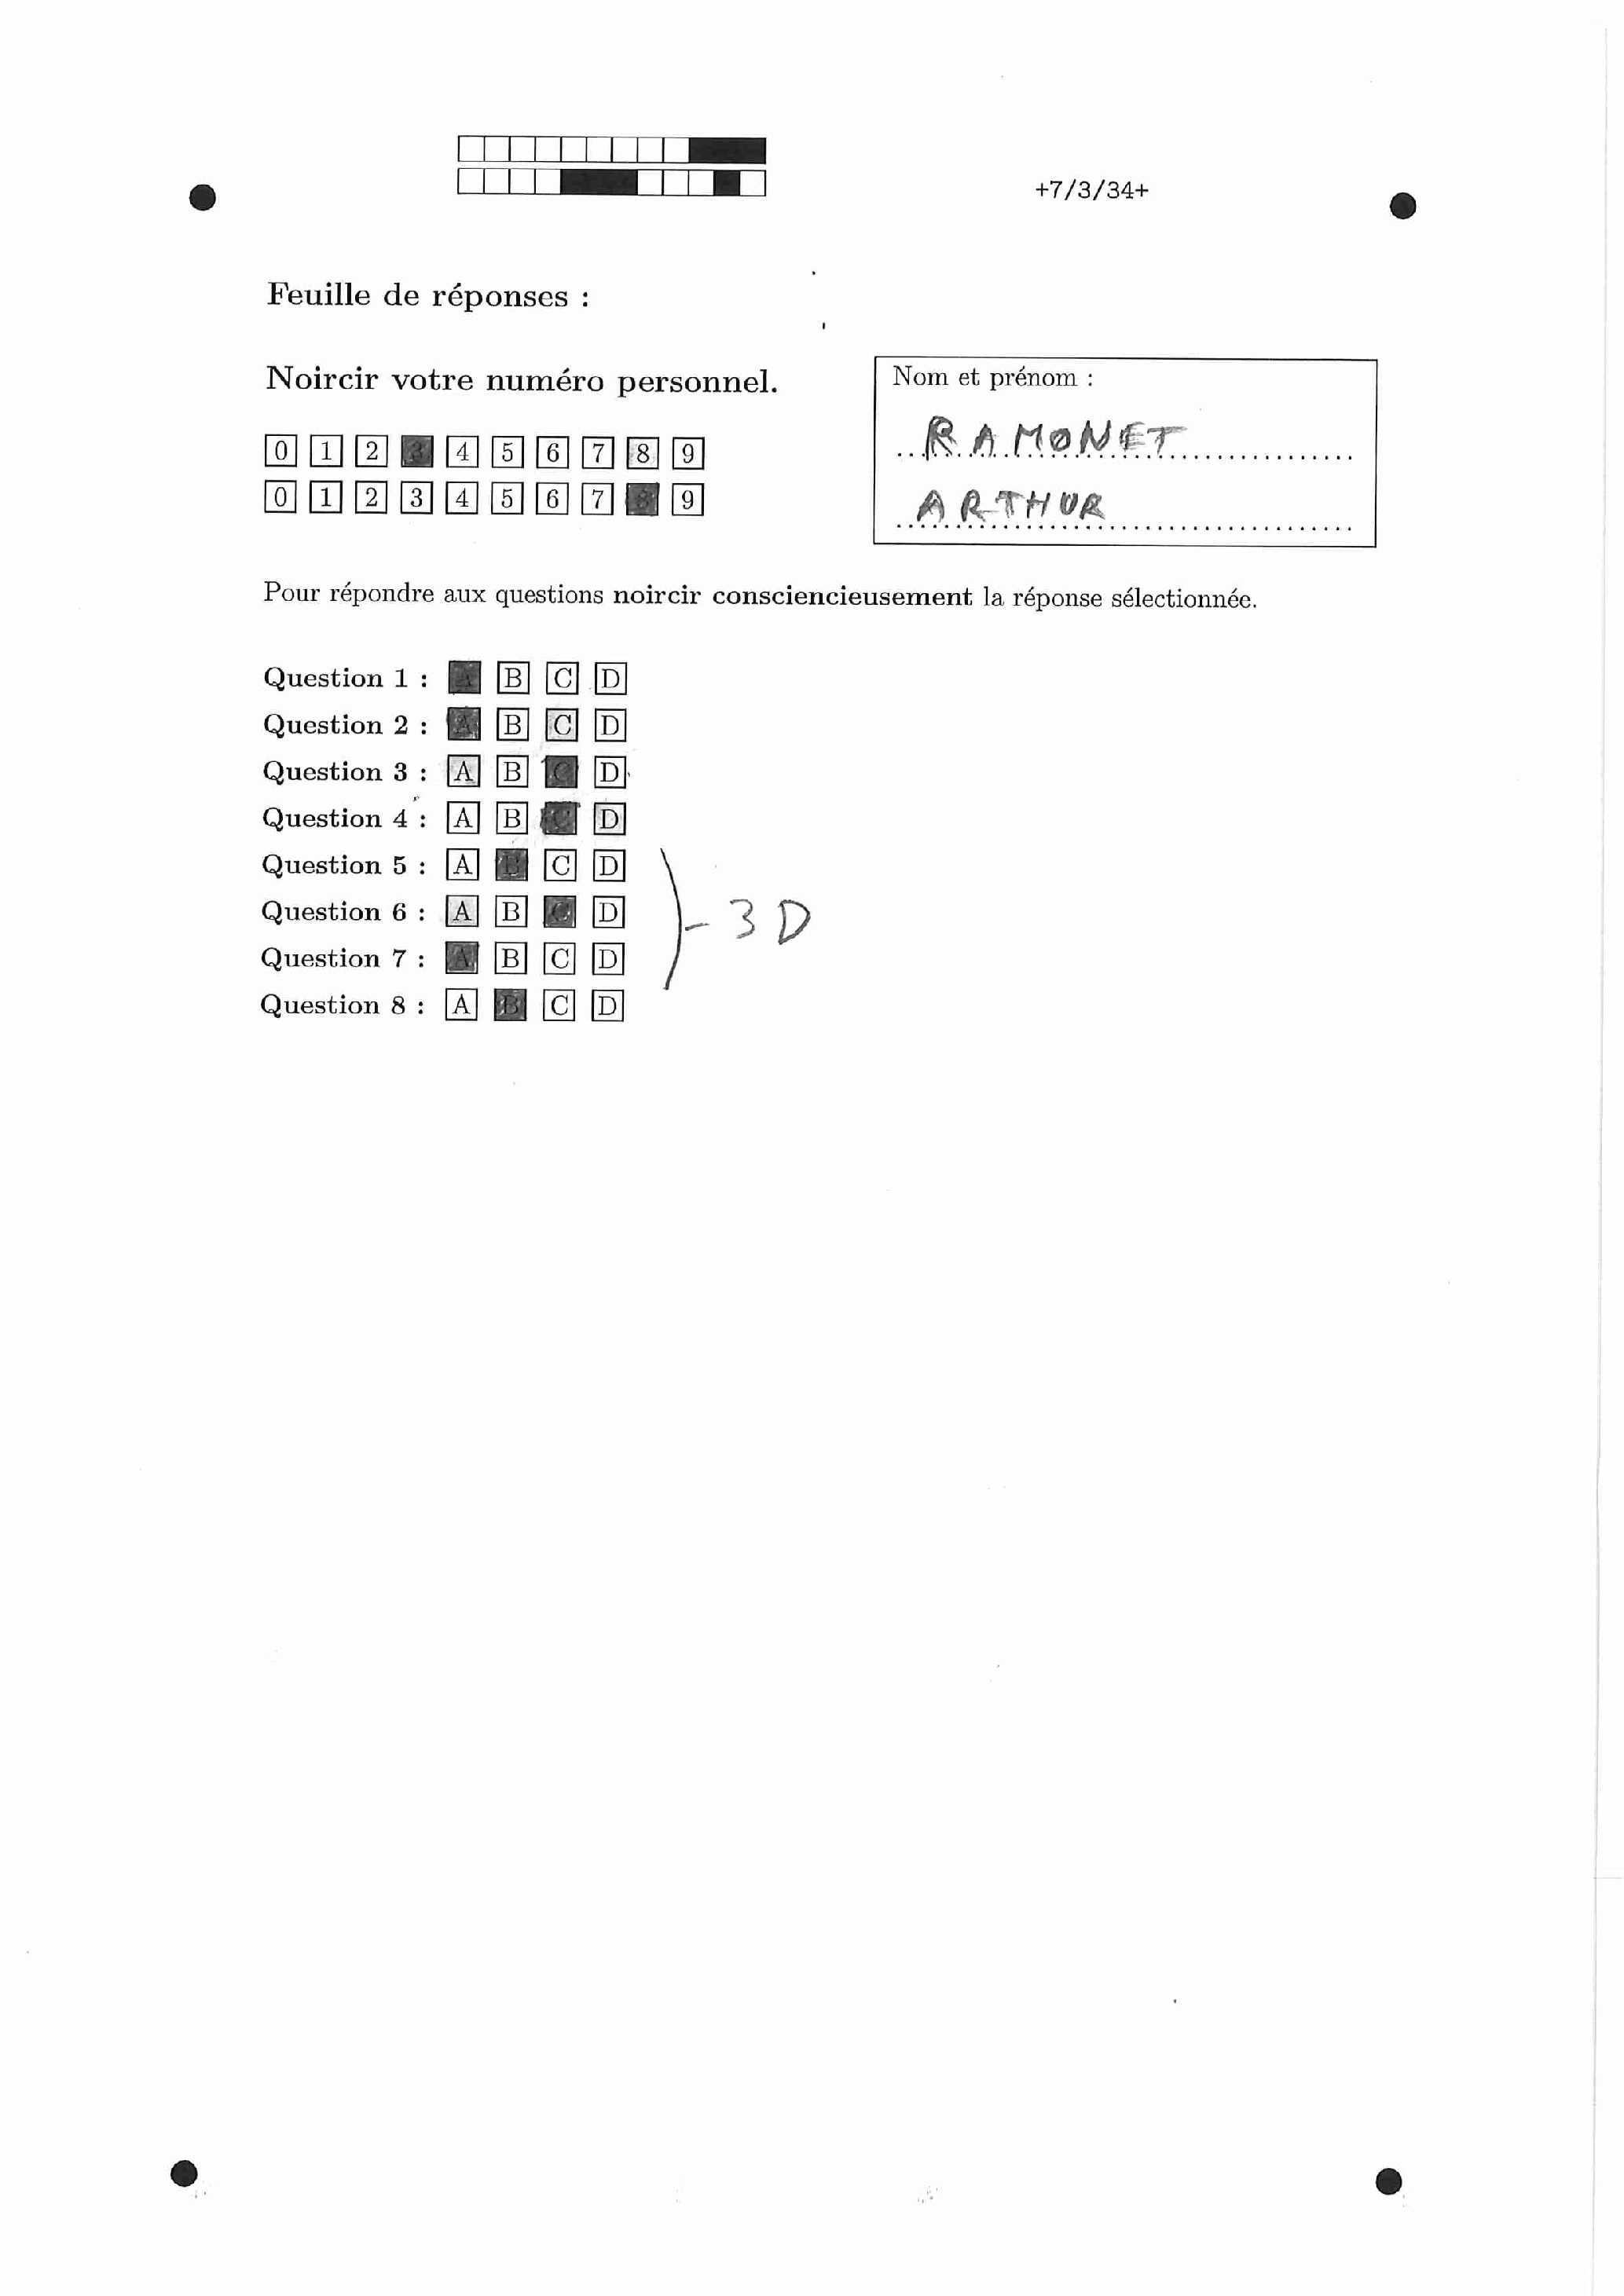 +7/3/34+
Feuille de réponses :
Noircir votre numéro personnel.
0 1 2 3 4 5 6 7 8 9
0 1 2 3 4 5 6 7 8 9
Nom et prénom :
RAMONET
ARTHUR
Pour répondre aux questions noircir consciencieusement la réponse sélectionnée.
Question 1 : A B C D
Question 2 : A B C D
Question 3 : A B C D
Question 4 : A B C D
Question 5 : A B C D
Question 6 : A B C D
Question 7 : A B C D
Question 8 : A B C D
3D